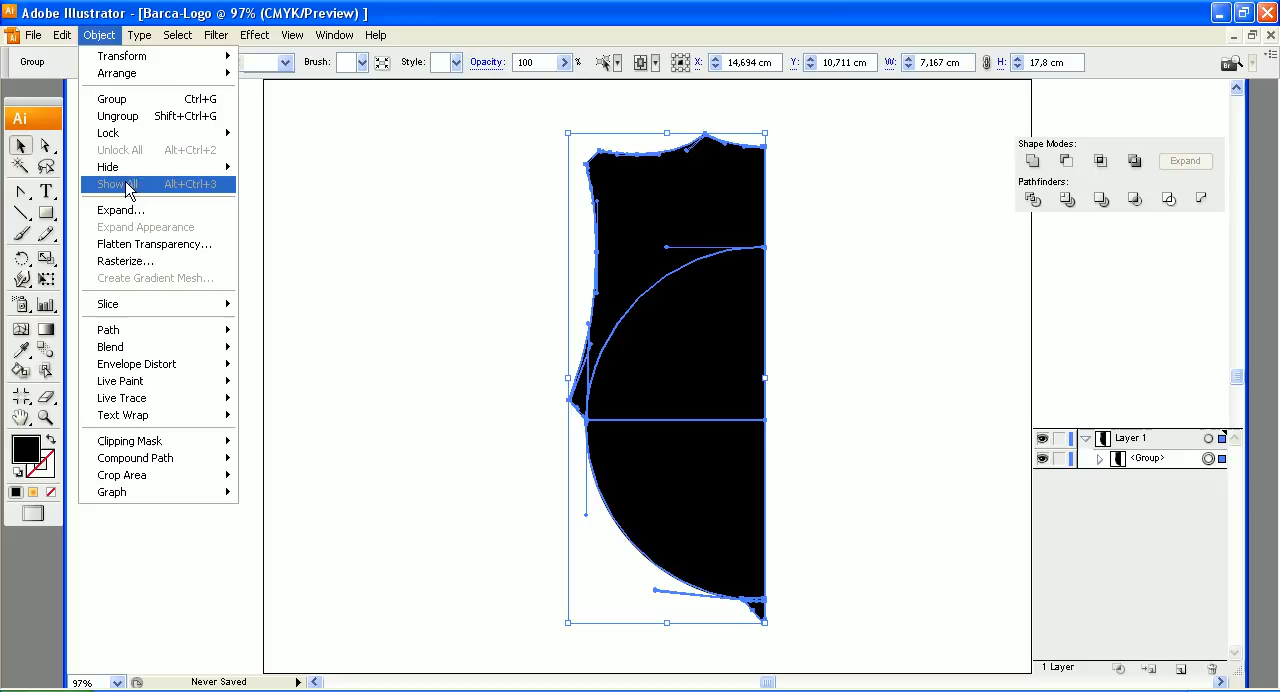 Ai Adobe Illustrator - [Barca-Logo @ 97% (CMYK/Preview) ]
File Edit Object Type Select Filter Effect View Window Help
Group Brush: Style: Opacity: 100 % X: 14,694 cm Y: 10,711 cm W: 7,167 cm H: 17,8 cm
Br
Ai
Transform
Arrange
Group Ctrl+G
Ungroup Shift+Ctrl+G
Lock
Unlock All Alt+Ctrl+2
Hide
Show All Alt+Ctrl+3
Expand...
Expand Appearance
Flatten Transparency...
Rasterize...
Create Gradient Mesh...
Slice
Path
Blend
Envelope Distort
Live Paint
Live Trace
Text Wrap
Clipping Mask
Compound Path
Crop Area
Graph
T
Shape Modes:
Expand
Pathfinders:
Layer 1
<Group>
1 Layer
97% Never Saved